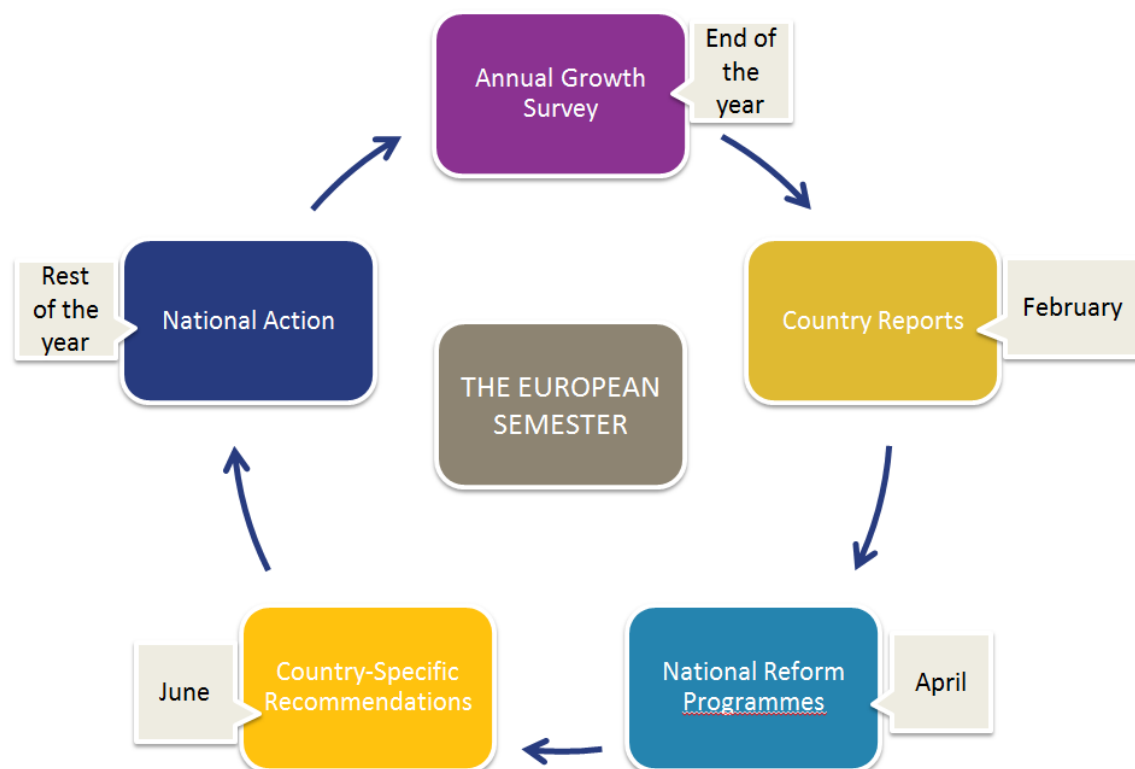 Annual Growth
Survey
End of
the
year
Country Reports
February
National Reform
Programmes
April
Country-Specific
Recommendations
June
National Action
Rest
of the
year
THE EUROPEAN
SEMESTER